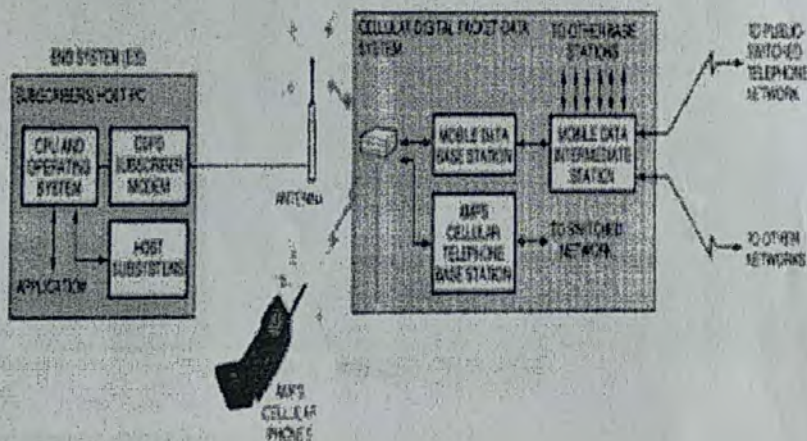 END SYSTEM (ES)
SUBSCRIBER'S HOST PC
CPU AND
OPERATING
SYSTEM
CDPD
SUBSCRIBER
MODEM
HOST
SUBSYSTEMS
APPLICATION
ANTENNA
AMPS
CELLULAR
PHONES
CELLULAR DIGITAL PACKET-DATA
SYSTEM
TO OTHER BASE
STATIONS
MOBILE DATA
BASE STATION
MOBILE DATA
INTERMEDIATE
STATION
AMPS
CELLULAR
TELEPHONE
BASE STATION
TO SWITCHED
NETWORK
TO PUBLIC-
SWITCHED
TELEPHONE
NETWORK
TO OTHER
NETWORKS